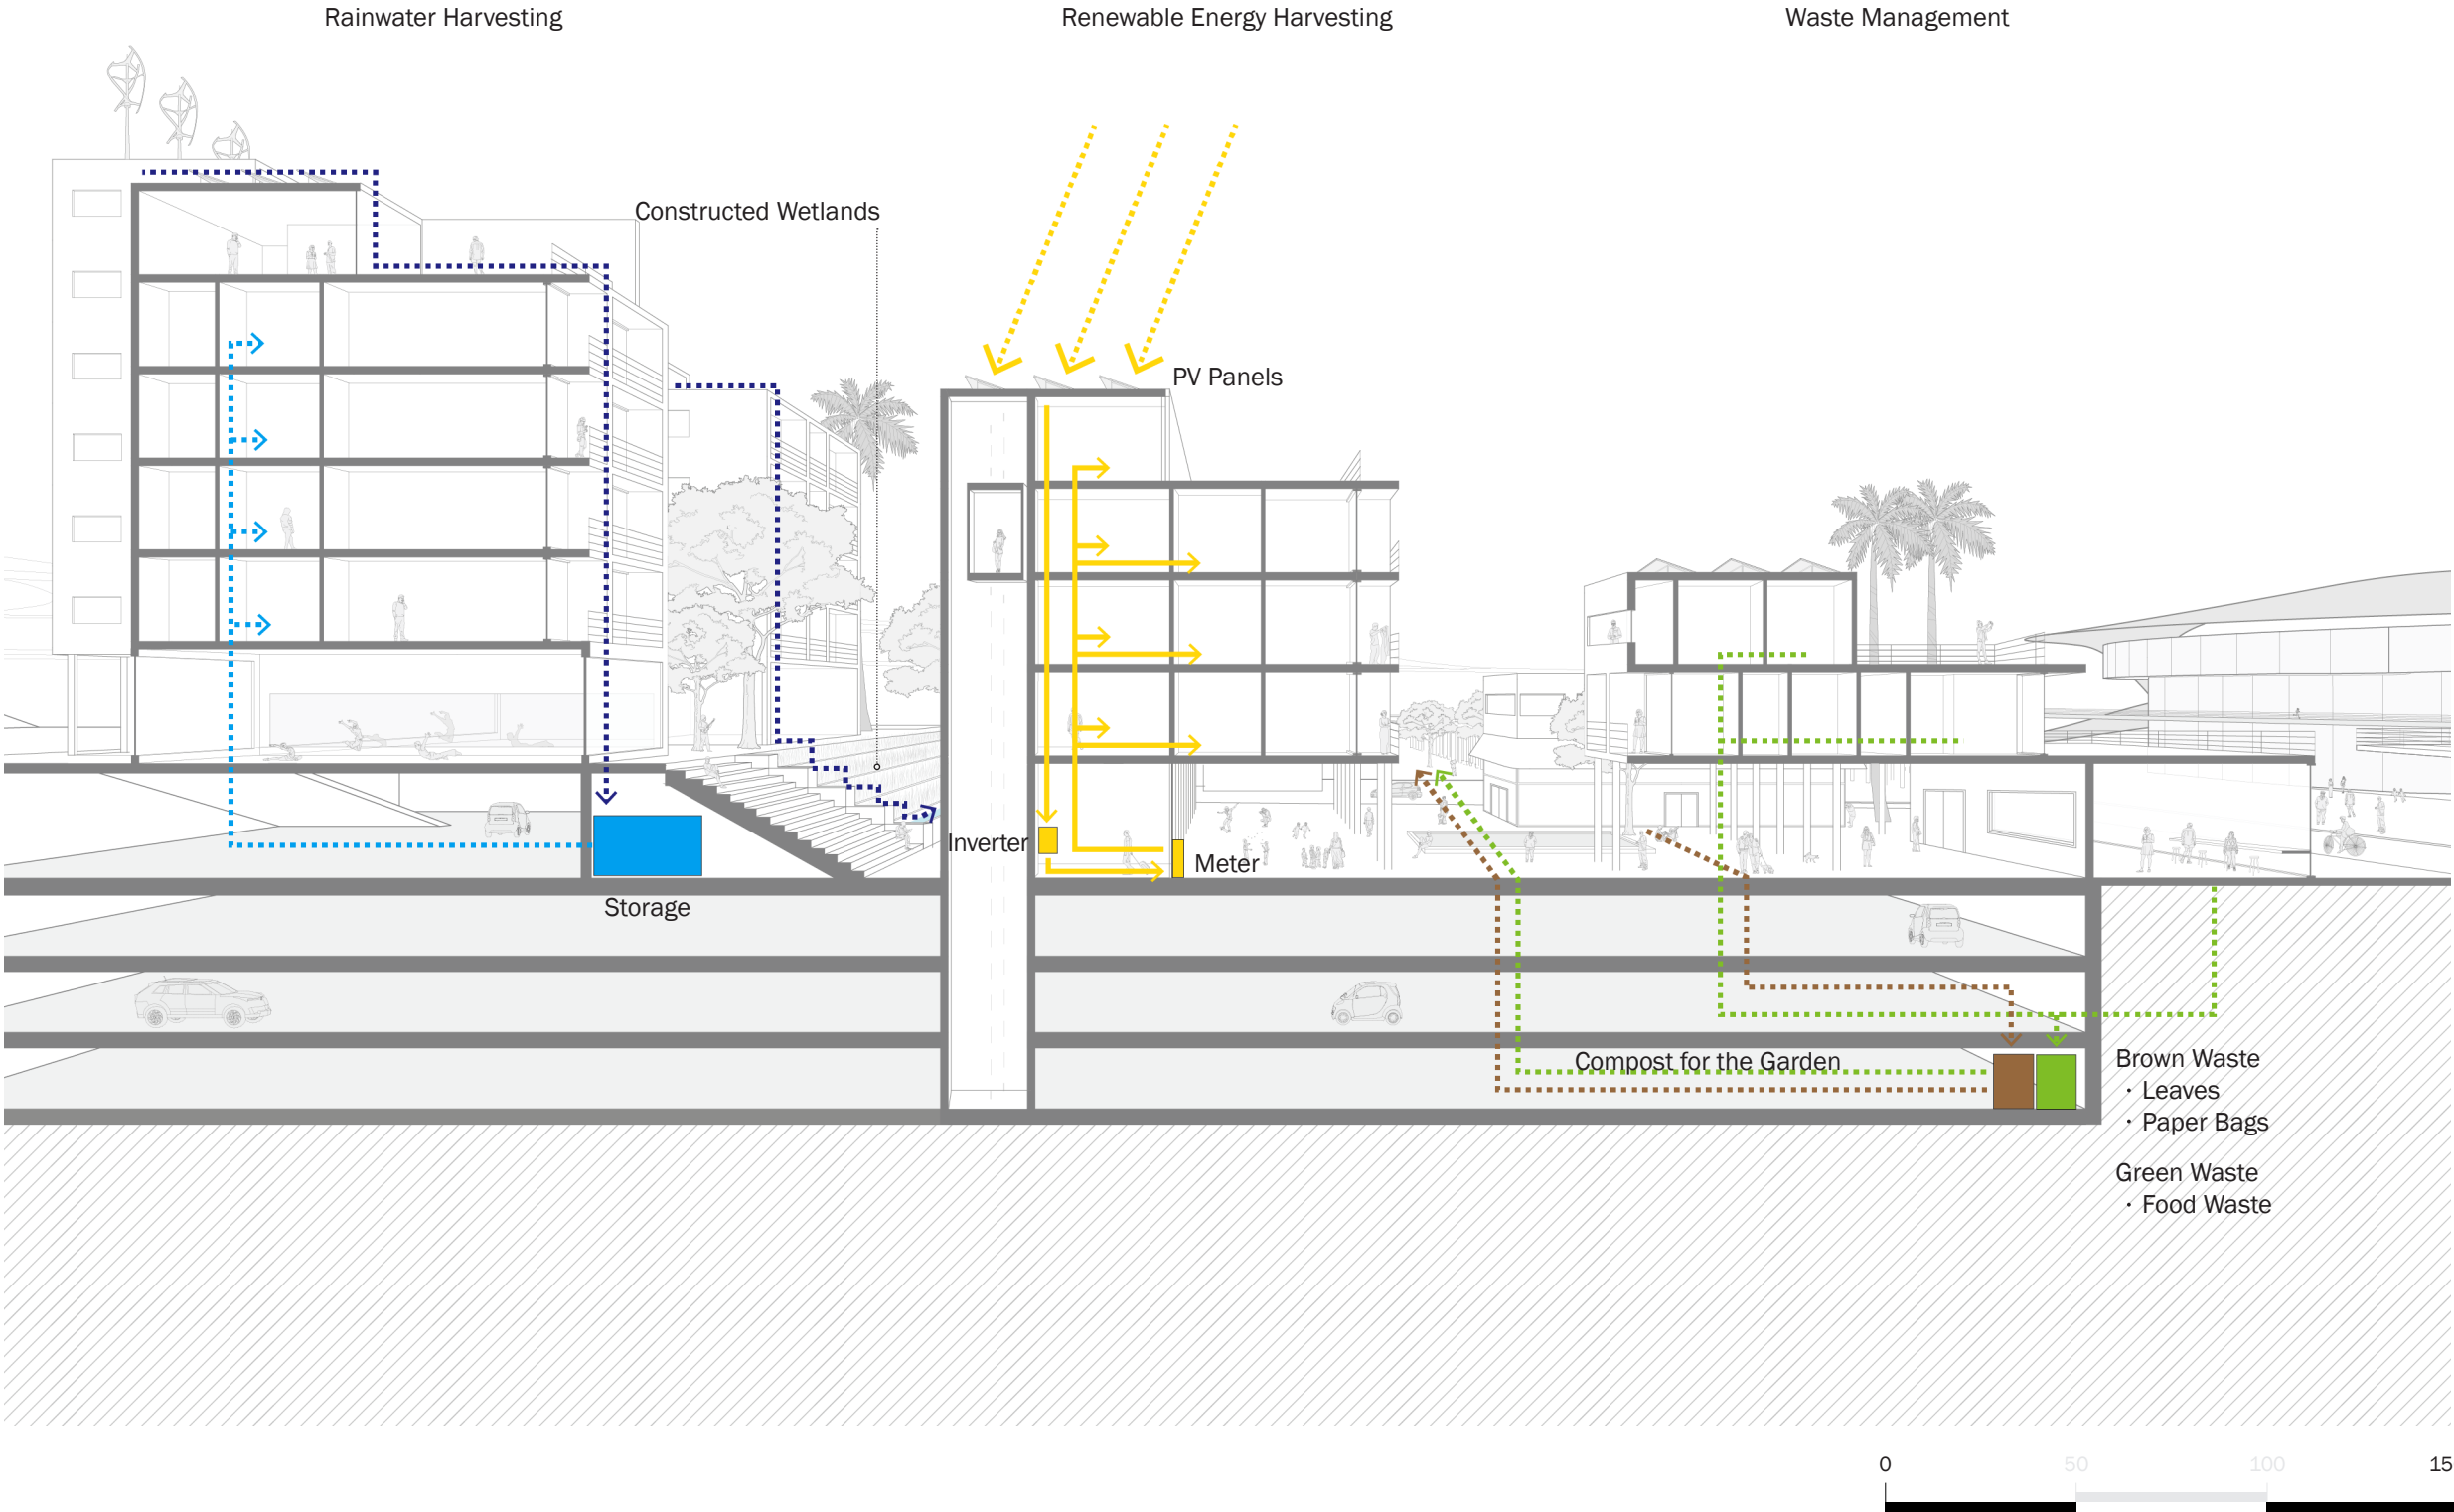 Rainwater Harvesting
Renewable Energy Harvesting
Waste Management
Constructed Wetlands
PV Panels
Inverter
Meter
Storage
Compost for the Garden
Brown Waste
· Leaves
· Paper Bags
Green Waste
· Food Waste
0 50 100 15